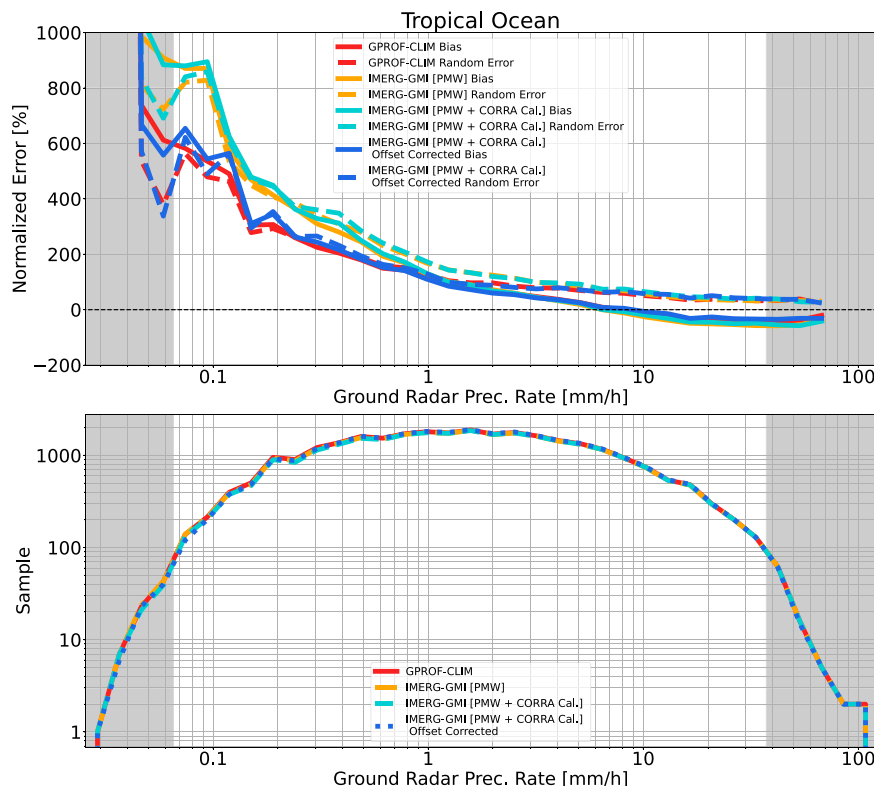 Tropical Ocean
1000
800
600
400
200
0
−200
Normalized Error [%]
GPROF-CLIM Bias
GPROF-CLIM Random Error
IMERG-GMI [PMW] Bias
IMERG-GMI [PMW] Random Error
IMERG-GMI [PMW + CORRA Cal.] Bias
IMERG-GMI [PMW + CORRA Cal.] Random Error
IMERG-GMI [PMW + CORRA Cal.]
Offset Corrected Bias
IMERG-GMI [PMW + CORRA Cal.]
Offset Corrected Random Error
0.1 1 10 100
Ground Radar Prec. Rate [mm/h]
1000
100
10
1
Sample
GPROF-CLIM
IMERG-GMI [PMW]
IMERG-GMI [PMW + CORRA Cal.]
IMERG-GMI [PMW + CORRA Cal.]
Offset Corrected
0.1 1 10 100
Ground Radar Prec. Rate [mm/h]